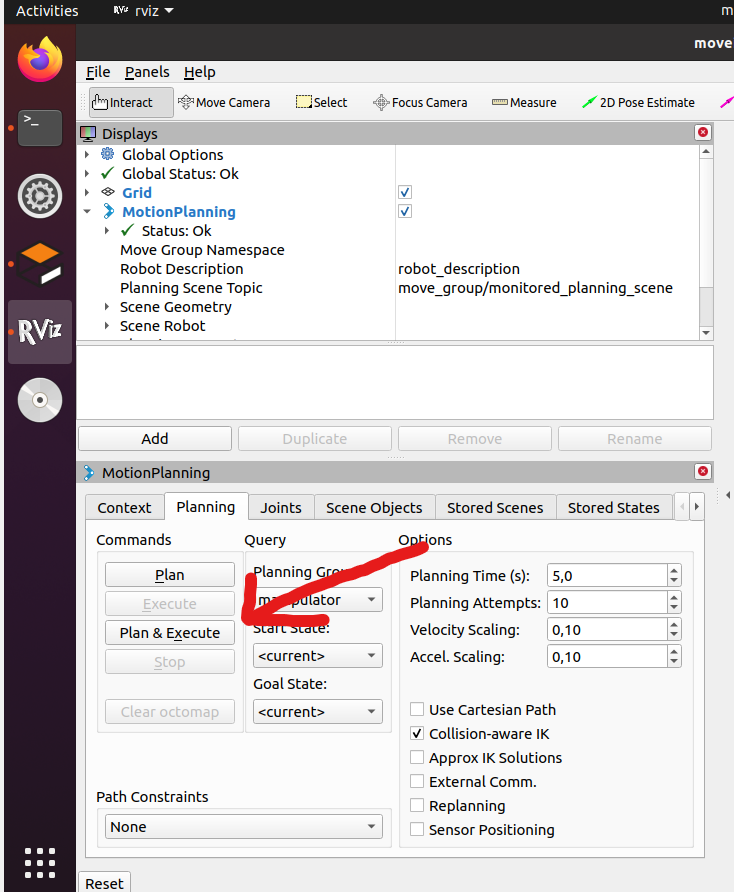 Activities RViz rviz m
move
File Panels Help
Interact Move Camera Select Focus Camera Measure 2D Pose Estimate
Displays
Global Options
Global Status: Ok
Grid
MotionPlanning
Status: Ok
Move Group Namespace
Robot Description robot_description
Planning Scene Topic move_group/monitored_planning_scene
Scene Geometry
Scene Robot
RViz
Add Duplicate Remove Rename
MotionPlanning
Context Planning Joints Scene Objects Stored Scenes Stored States
Commands Query Options
Plan
Execute
Plan & Execute
Stop
Clear octomap
Planning Gro
manipulator
Start State:
<current>
Goal State:
<current>
Planning Time (s): 5,0
Planning Attempts: 10
Velocity Scaling: 0,10
Accel. Scaling: 0,10
Use Cartesian Path
Collision-aware IK
Approx IK Solutions
External Comm.
Replanning
Sensor Positioning
Path Constraints
None
Reset